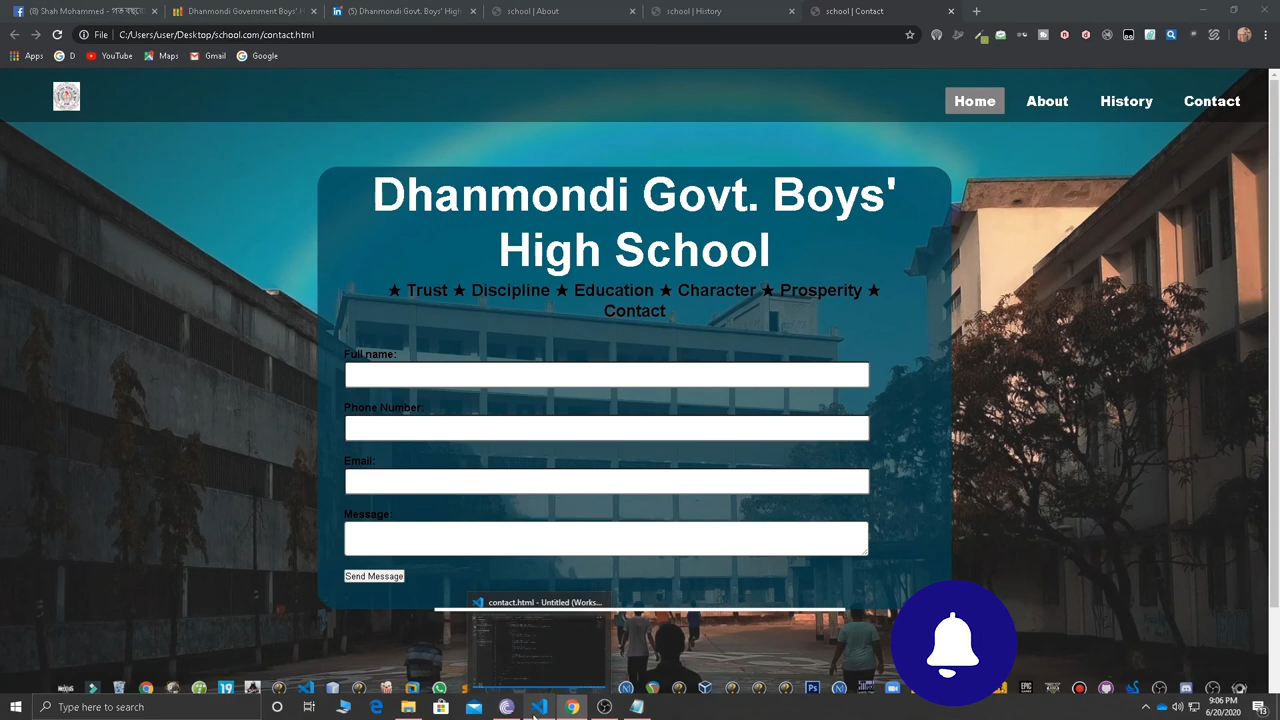 (8) Shah Mohammed - গত বছরে
Dhanmondi Government Boys' H
(5) Dhanmondi Govt. Boys' High
school | About
school | History
school | Contact
File C:/Users/user/Desktop/school.com/contact.html
Apps D YouTube Maps Gmail Google
Home About History Contact
Dhanmondi Govt. Boys'
High School
★ Trust ★ Discipline ★ Education ★ Character ★ Prosperity ★
Contact
Full name:
Phone Number:
Email:
Message:
Send Message
contact.html - Untitled (Works...
Type here to search
9:06 PM
6/20/2020